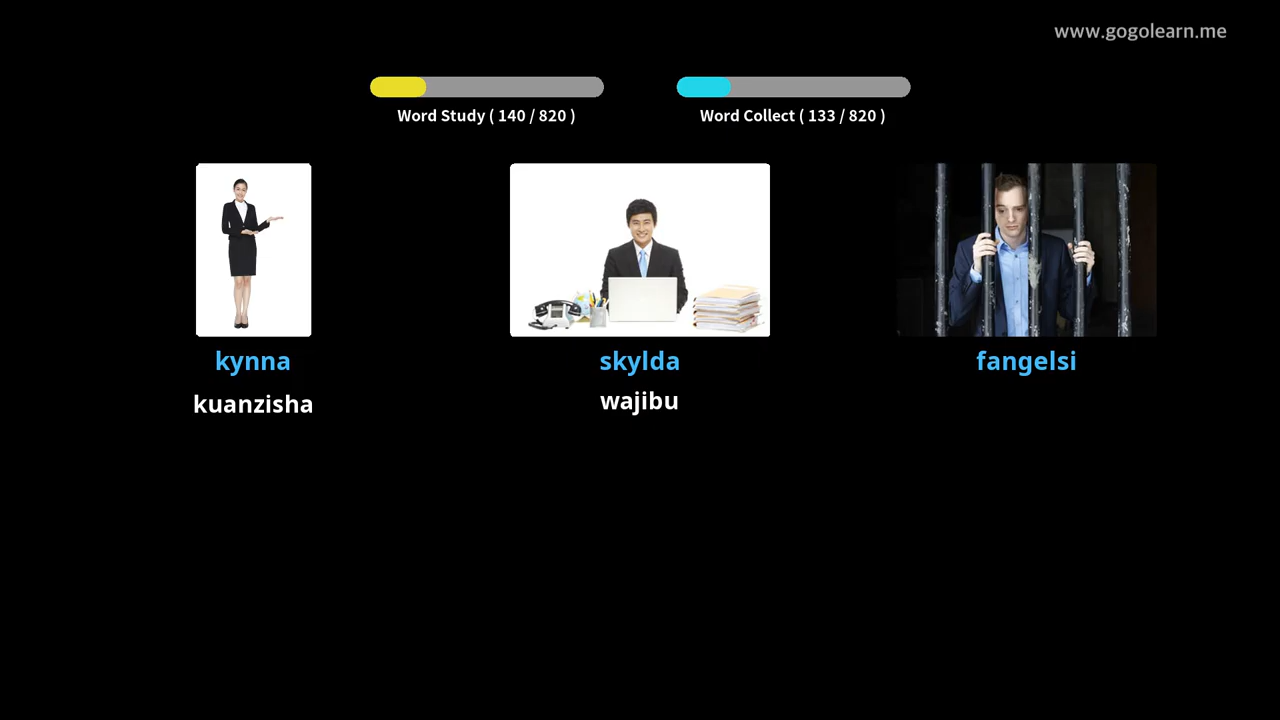 www.gogolearn.me
Word Study ( 140 / 820 )
Word Collect ( 133 / 820 )
kynna
skylda
fangelsi
kuanzisha
wajibu